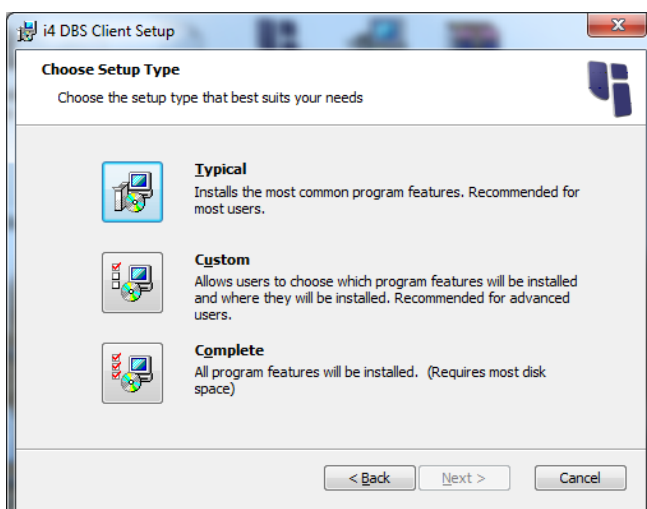 i4 DBS Client Setup
Choose Setup Type
Choose the setup type that best suits your needs
Typical
Installs the most common program features. Recommended for
most users.
Custom
Allows users to choose which program features will be installed
and where they will be installed. Recommended for advanced
users.
Complete
All program features will be installed.  (Requires most disk
space)
< Back
Next >
Cancel